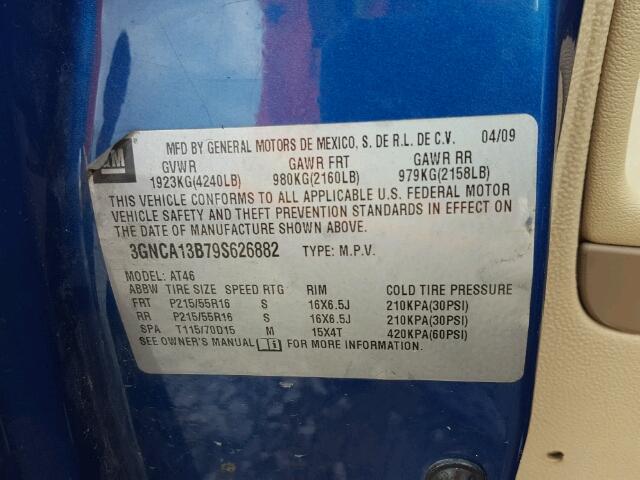 GM
MFD BY GENERAL MOTORS DE MEXICO, S. DE R.L. DE C.V. 04/09
GVWR GAWR FRT GAWR RR
1923KG(4240LB) 980KG(2160LB) 979KG(2158LB)
THIS VEHICLE CONFORMS TO ALL APPLICABLE U.S. FEDERAL MOTOR
VEHICLE SAFETY AND THEFT PREVENTION STANDARDS IN EFFECT ON
THE DATE OF MANUFACTURE SHOWN ABOVE.
3GNCA13B79S626882 TYPE: M.P.V.
MODEL: AT46
ABBW TIRE SIZE SPEED RTG RIM COLD TIRE PRESSURE
FRT P215/55R16 S 16X6.5J 210KPA(30PSI)
RR P215/55R16 S 16X6.5J 210KPA(30PSI)
SPA T115/70D15 M 15X4T 420KPA(60PSI)
SEE OWNER'S MANUAL i FOR MORE INFORMATION.